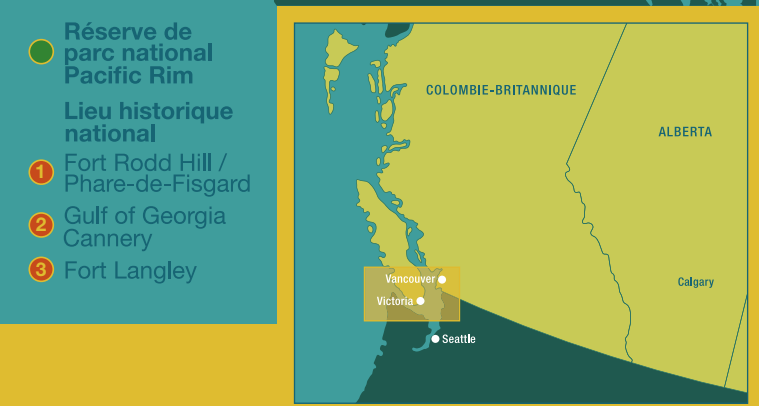 Réserve de
parc national
Pacific Rim
Lieu historique
national
1 Fort Rodd Hill /
Phare-de-Fisgard
2 Gulf of Georgia
Cannery
3 Fort Langley
COLOMBIE-BRITANNIQUE
ALBERTA
Calgary
Vancouver
Victoria
Seattle